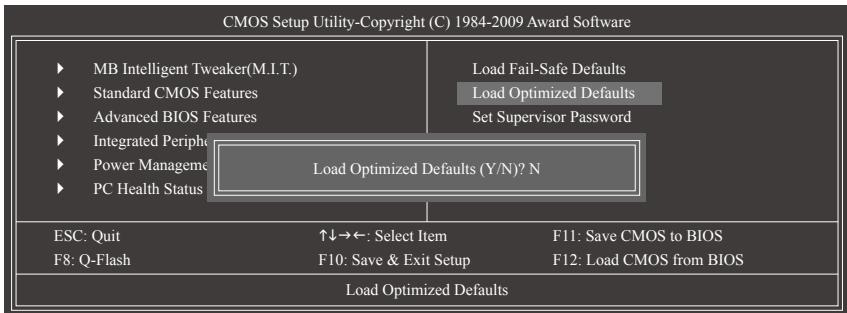 CMOS Setup Utility-Copyright (C) 1984-2009 Award Software
MB Intelligent Tweaker(M.I.T.)
Standard CMOS Features
Advanced BIOS Features
Integrated Periphe
Power Manageme
PC Health Status
Load Fail-Safe Defaults
Load Optimized Defaults
Set Supervisor Password
Load Optimized Defaults (Y/N)? N
ESC: Quit ↑↓→←: Select Item F11: Save CMOS to BIOS
F8: Q-Flash F10: Save & Exit Setup F12: Load CMOS from BIOS
Load Optimized Defaults